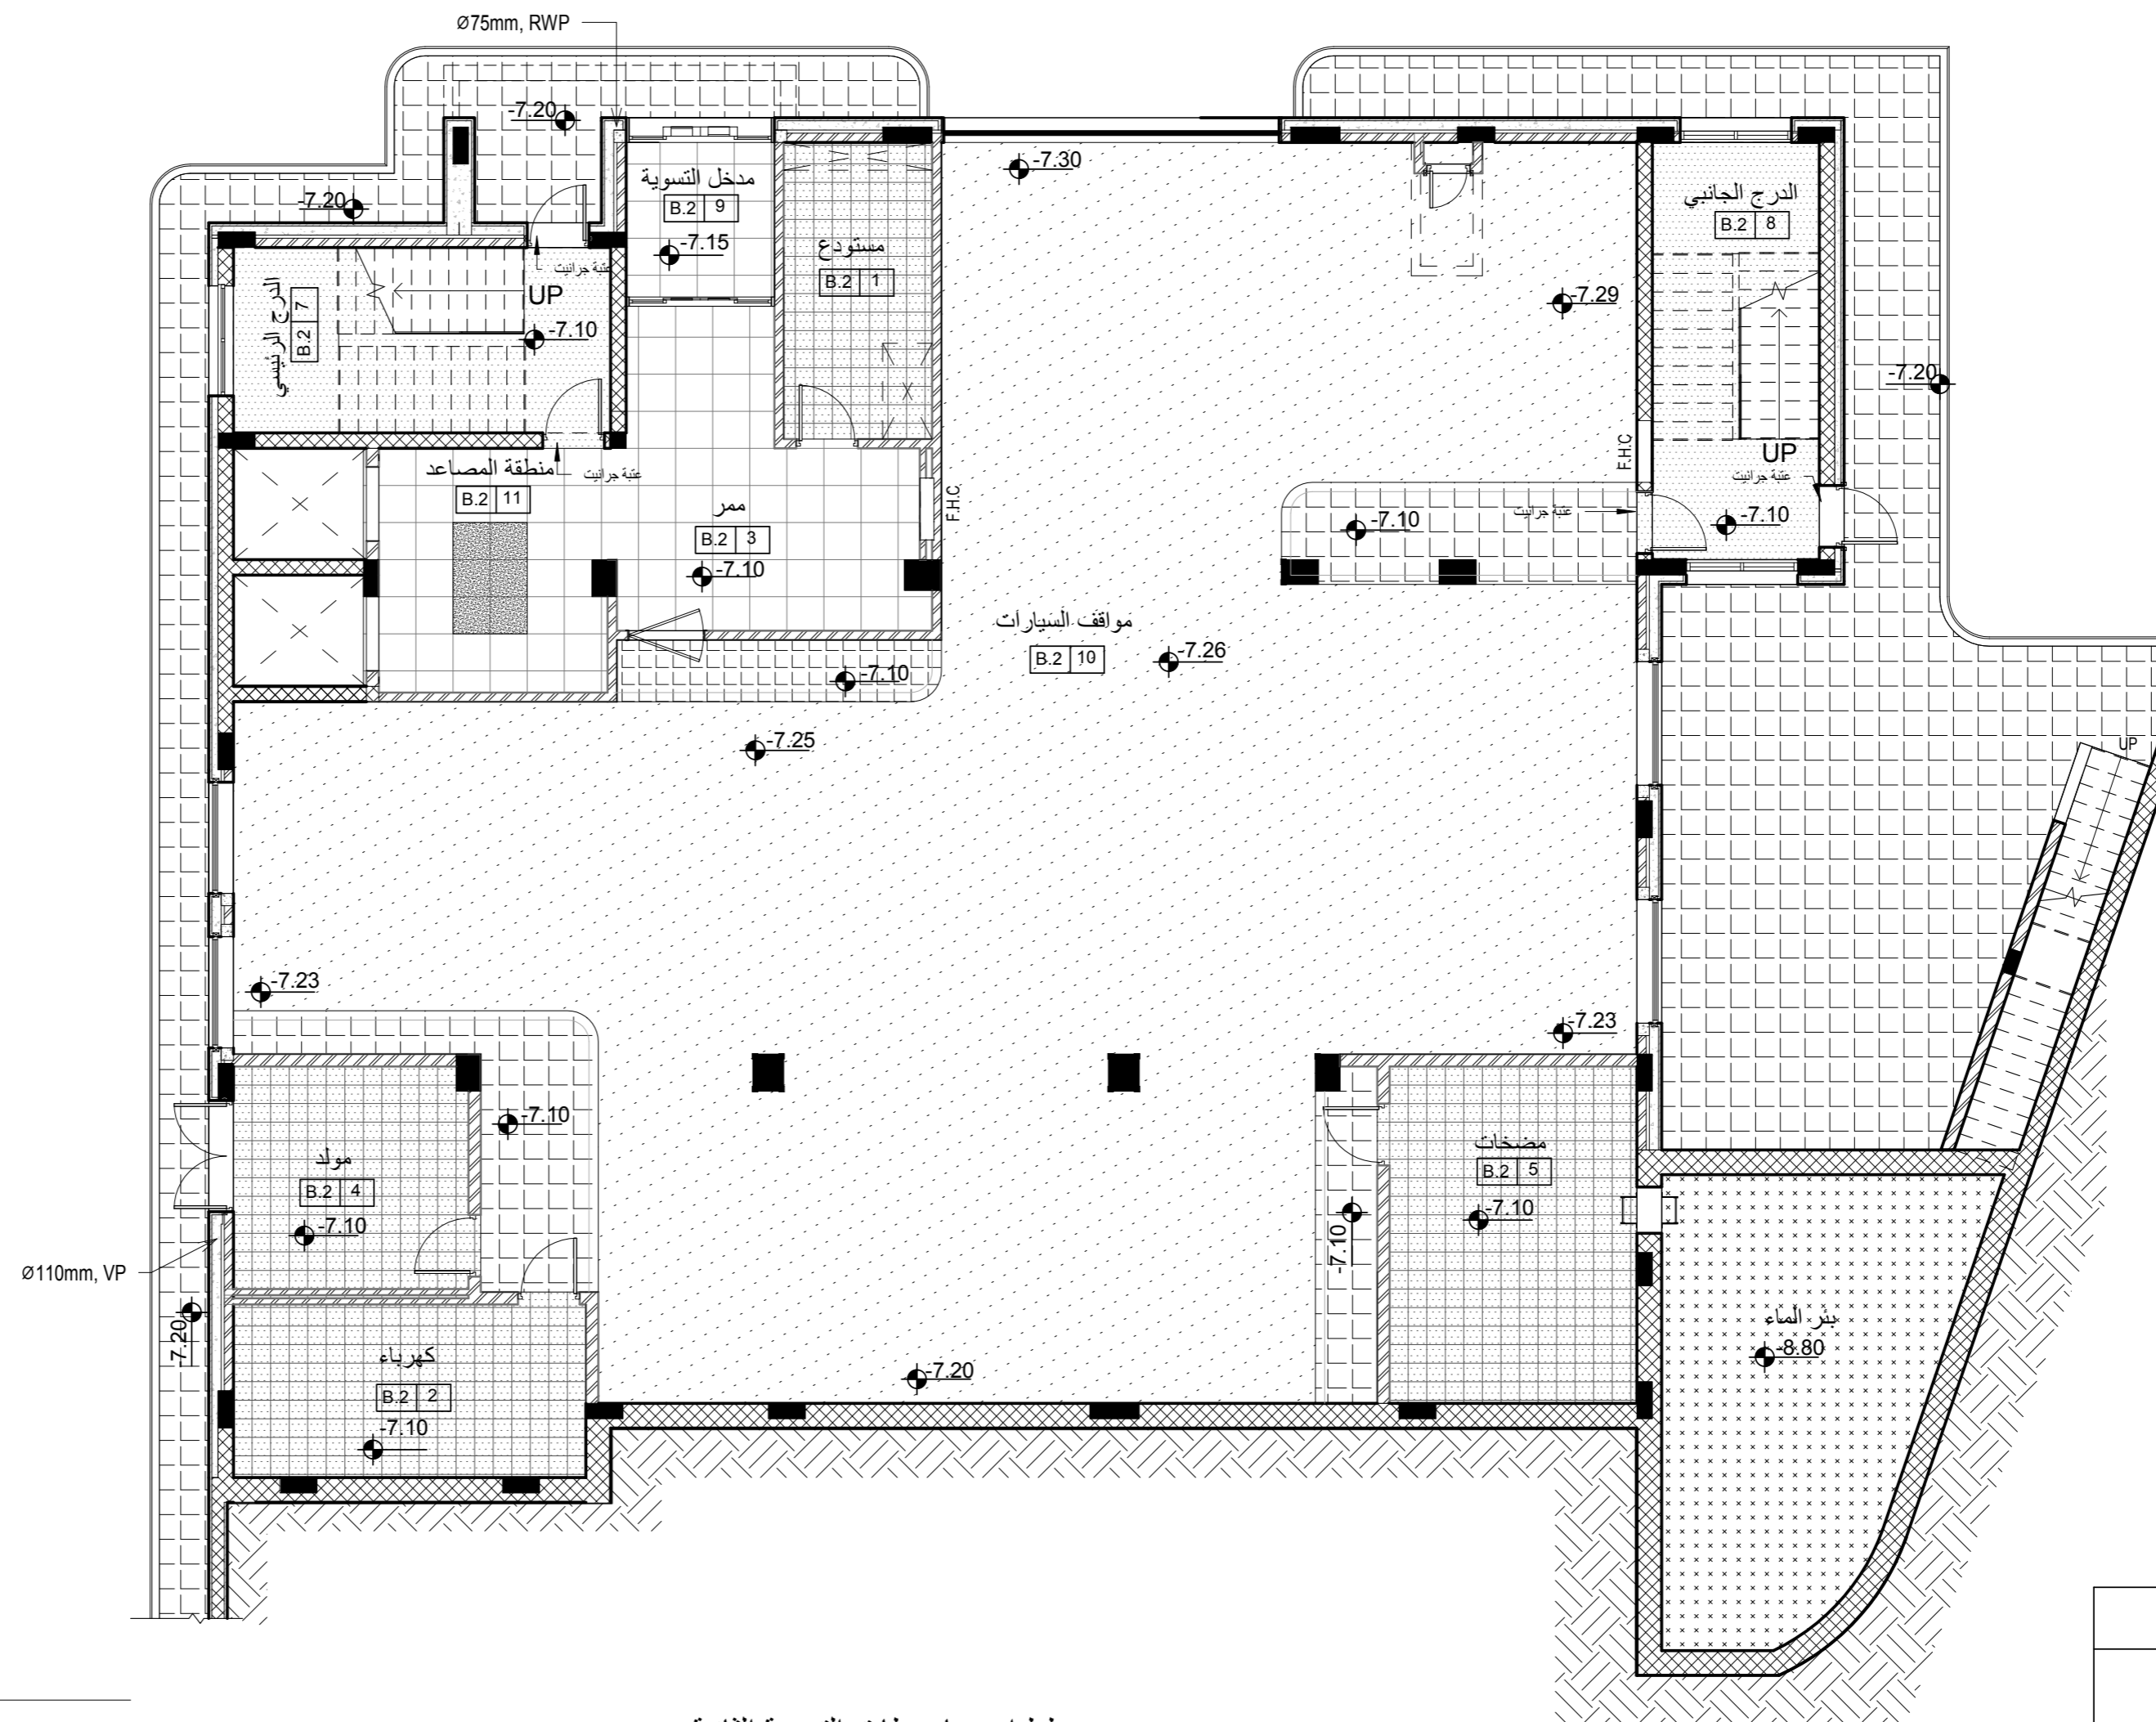 Ø75mm, RWP
-7.20
-7.30
مدخل التسوية
B.2 9
-7.15
الدرج الجانبي
B.2 8
-7.20
مستودع
B.2 1
عتبة جرانيت
UP
-7.10
الدرج الرئيسي
B.2 7
-7.29
-7.20
F.H.C
UP
عتبة جرانيت
منطقة المصاعد
B.2 11
عتبة جرانيت
ممر
B.2 3
-7.10
F.H.C.
-7.10
عتبة جرانيت
-7.10
مواقف السيارات
B.2 10
-7.26
-7.10
-7.25
UP
-7.23
-7.23
-7.10
مولد
B.2 4
-7.10
مضخات
B.2 5
-7.10
-7.10
Ø110mm, VP
-7.20
بئر الماء
-8.80
كهرباء
B.2 2
-7.10
-7.20